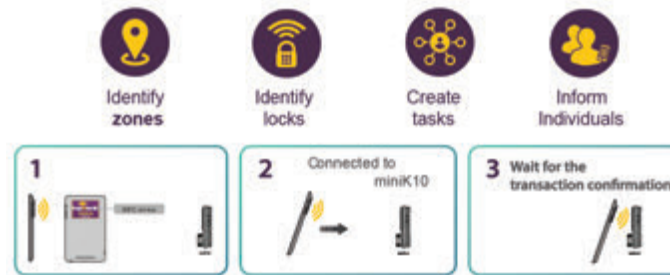 Identify
zones
Identify
locks
Create
tasks
Inform
Individuals
1
2
Connected to
miniK10
3
Wait for the
transaction confirmation